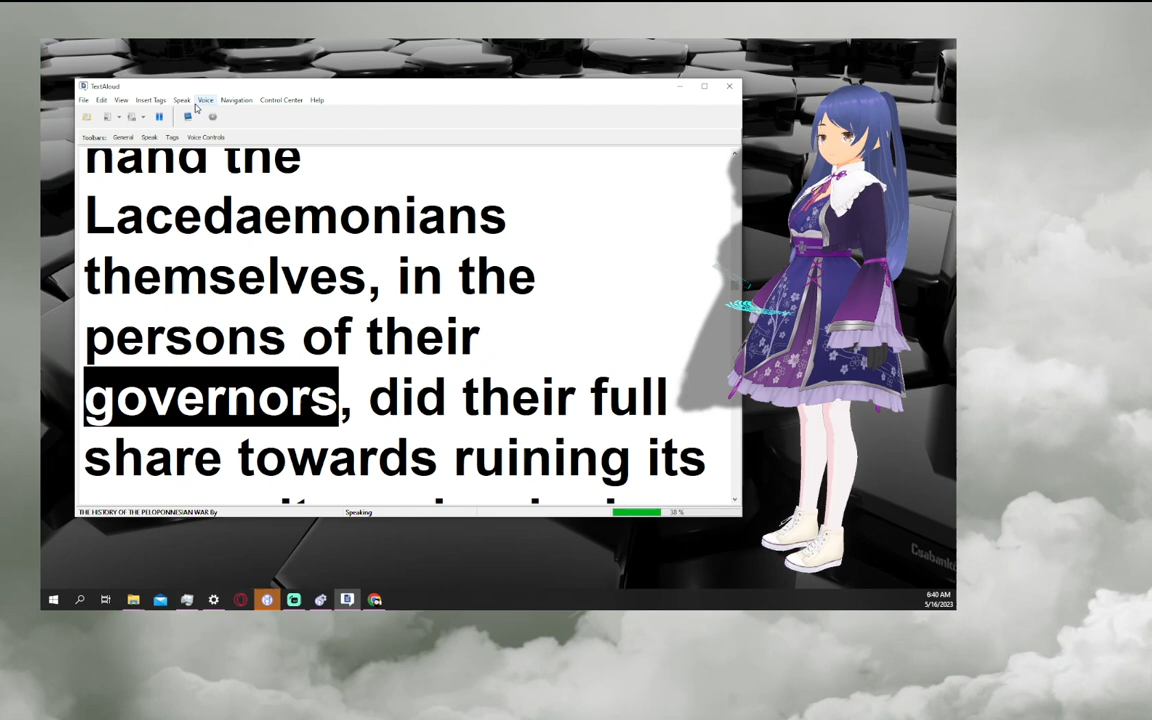 TextAloud
File Edit View Insert Tags Speak Voice Navigation Control Center Help
Toolbars: General Speak Tags Voice Controls
hand the
Lacedaemonians
themselves, in the
persons of their
governors, did their full
share towards ruining its
THE HISTORY OF THE PELOPONNESIAN WAR By Speaking 38 %
Csabank
6:40 AM
5/16/2023